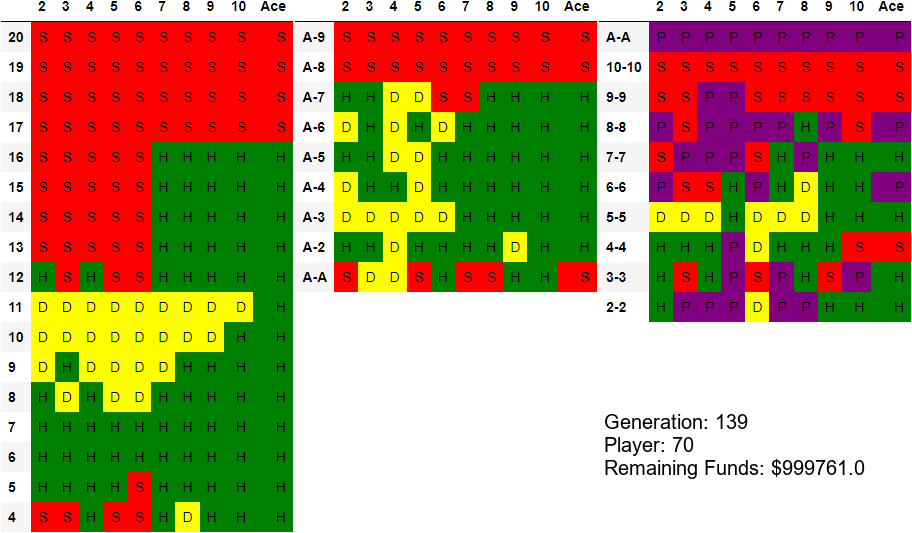 2 3 4 5 6 7 8 9 10 Ace
20 S S S S S S S S S S
19 S S S S S S S S S S
18 S S S S S S S S S S
17 S S S S S S S S S S
16 S S S S S H H H H H
15 S S S S S H H H H H
14 S S S S S H H H H H
13 S S S S S H H H H H
12 H S H S S H H H H H
11 D D D D D D D D D H
10 D D D D D D D D H H
9 D H D D D D H H H H
8 H D H D D H H H H H
7 H H H H H H H H H H
6 H H H H H H H H H H
5 H H H H S H H H H H
4 S S H S S H D H H H
2 3 4 5 6 7 8 9 10 Ace
A-9 S S S S S S S S S S
A-8 S S S S S S S S S S
A-7 H H D D S S H H H H
A-6 D H D H D H H H H H
A-5 H H D D H H H H H H
A-4 D H H D H H H H H H
A-3 D D D D D H H H H H
A-2 H H D H H H H D H H
A-A S D D S H S S H H S
2 3 4 5 6 7 8 9 10 Ace
A-A P P P P P P P P P P
10-10 S S S S S S S S S S
9-9 S S P P S S S S S S
8-8 P S P P P P H P S P
7-7 S P P P S H P H H H
6-6 P S S H P H D H H P
5-5 D D D H D D D H H H
4-4 H H H P D H H H S S
3-3 H S H P S P H S P H
2-2 H P P P D P P H H H
Generation: 139
Player: 70
Remaining Funds: $999761.0